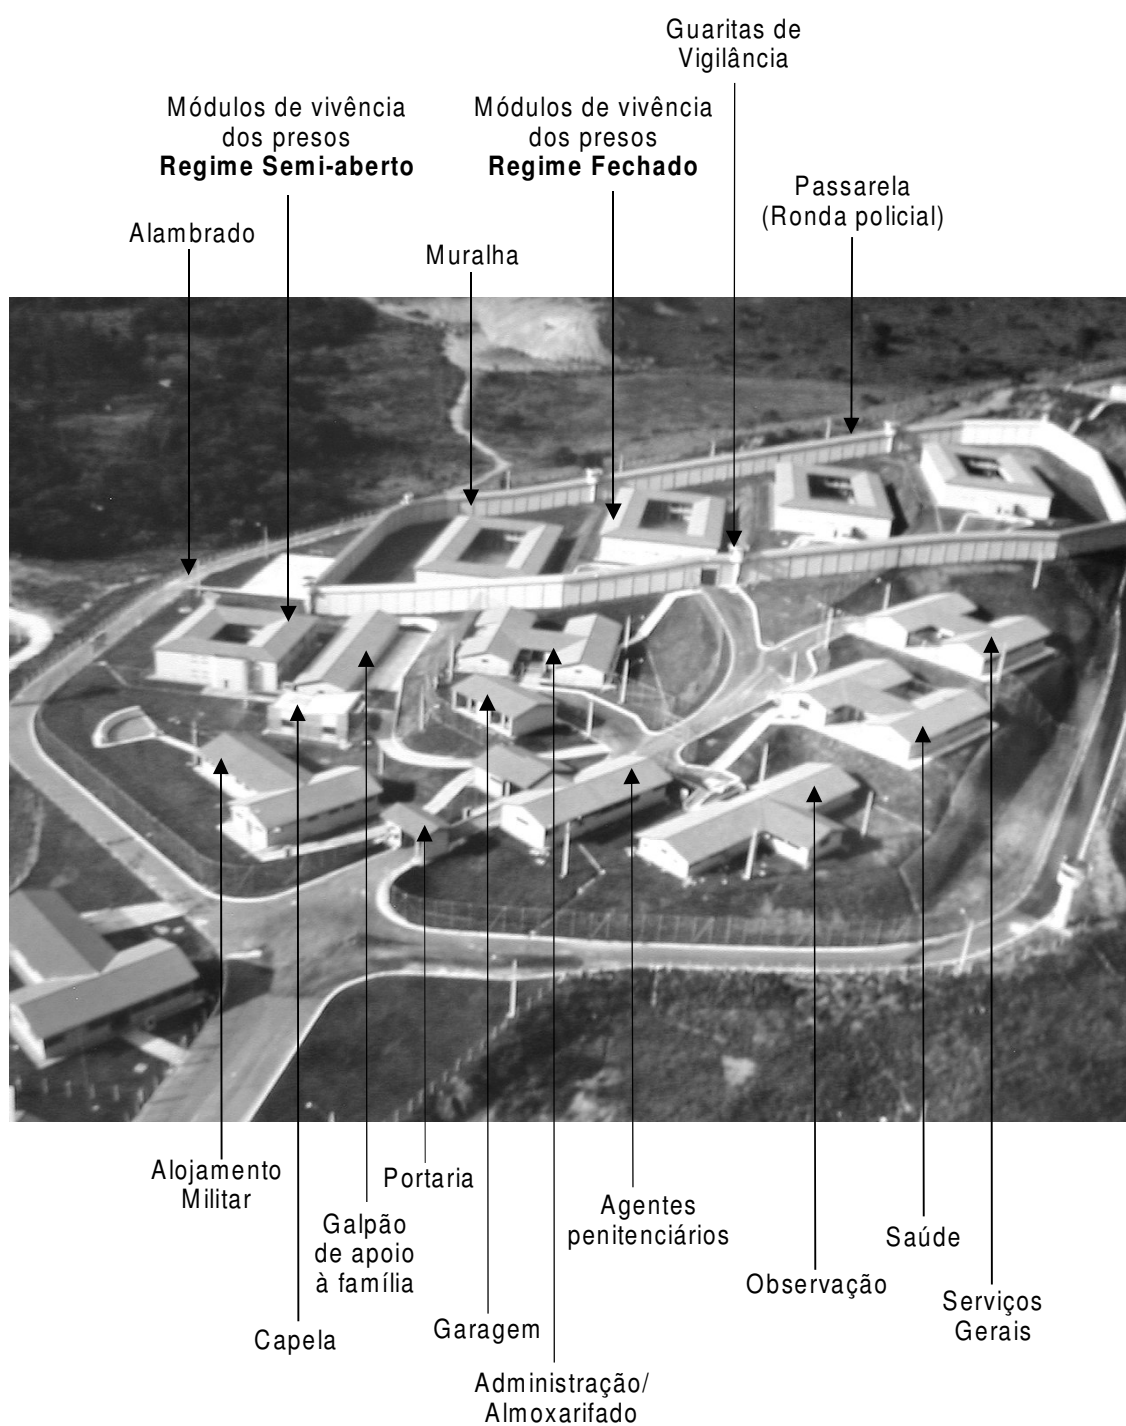 Guaritas de
Vigilância
Módulos de vivência
dos presos
Regime Semi-aberto
Módulos de vivência
dos presos
Regime Fechado
Passarela
(Ronda policial)
Alambrado
Muralha
Alojamento
Militar
Portaria
Galpão
de apoio
à família
Agentes
penitenciários
Saúde
Observação
Serviços
Gerais
Capela
Garagem
Administração/
Almoxarifado